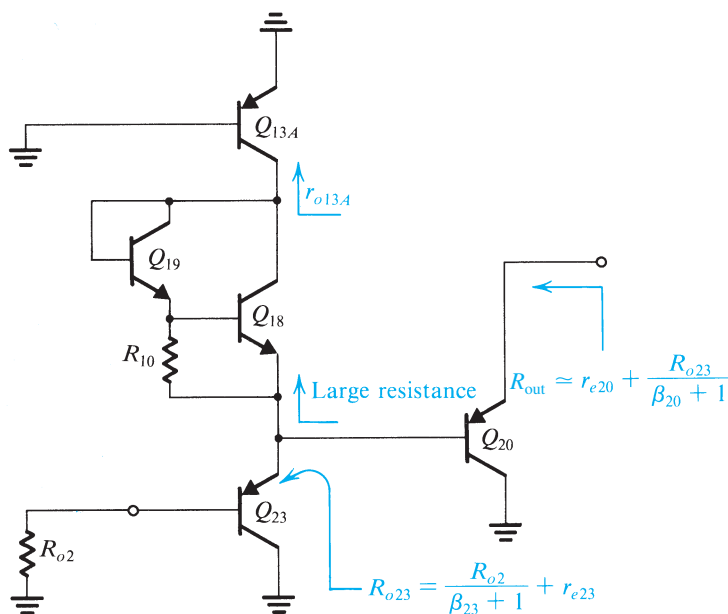 Q13A
ro13A
Q19
Q18
R10
Large resistance
Rout ≃ re20 + Ro23 / (β20 + 1)
Q20
Q23
Ro2
Ro23 = Ro2 / (β23 + 1) + re23